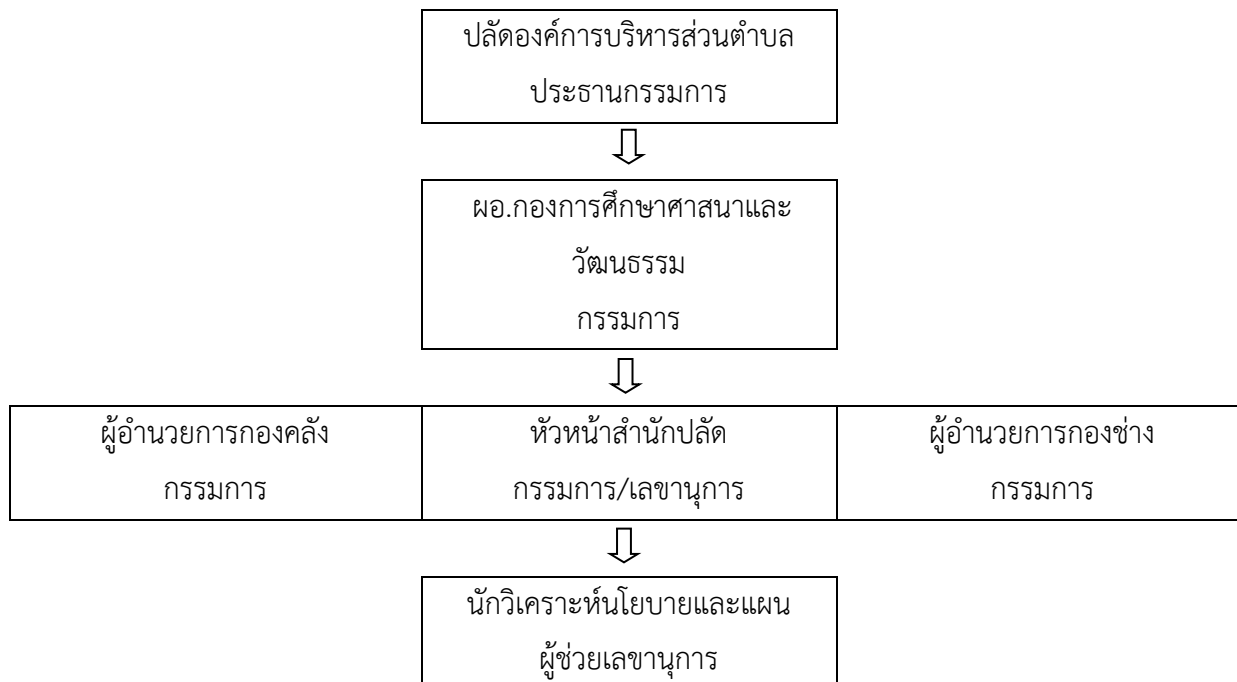 ปลัดองค์การบริหารส่วนตำบล
ประธานกรรมการ
ผอ.กองการศึกษาศาสนาและ
วัฒนธรรม
กรรมการ
ผู้อำนวยการกองคลัง
กรรมการ
หัวหน้าสำนักปลัด
กรรมการ/เลขานุการ
ผู้อำนวยการกองช่าง
กรรมการ
นักวิเคราะห์นโยบายและแผน
ผู้ช่วยเลขานุการ